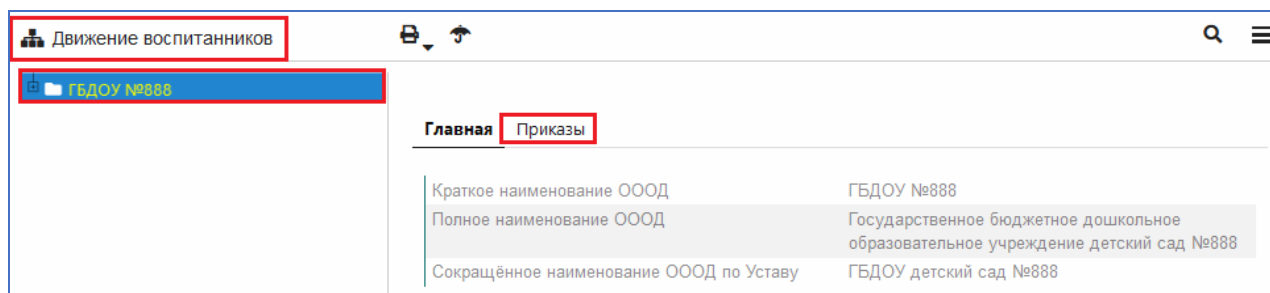 Движение воспитанников
ГБДОУ №888
Главная Приказы
Краткое наименование ОООД ГБДОУ №888
Полное наименование ОООД Государственное бюджетное дошкольное
образовательное учреждение детский сад №888
Сокращённое наименование ОООД по Уставу ГБДОУ детский сад №888